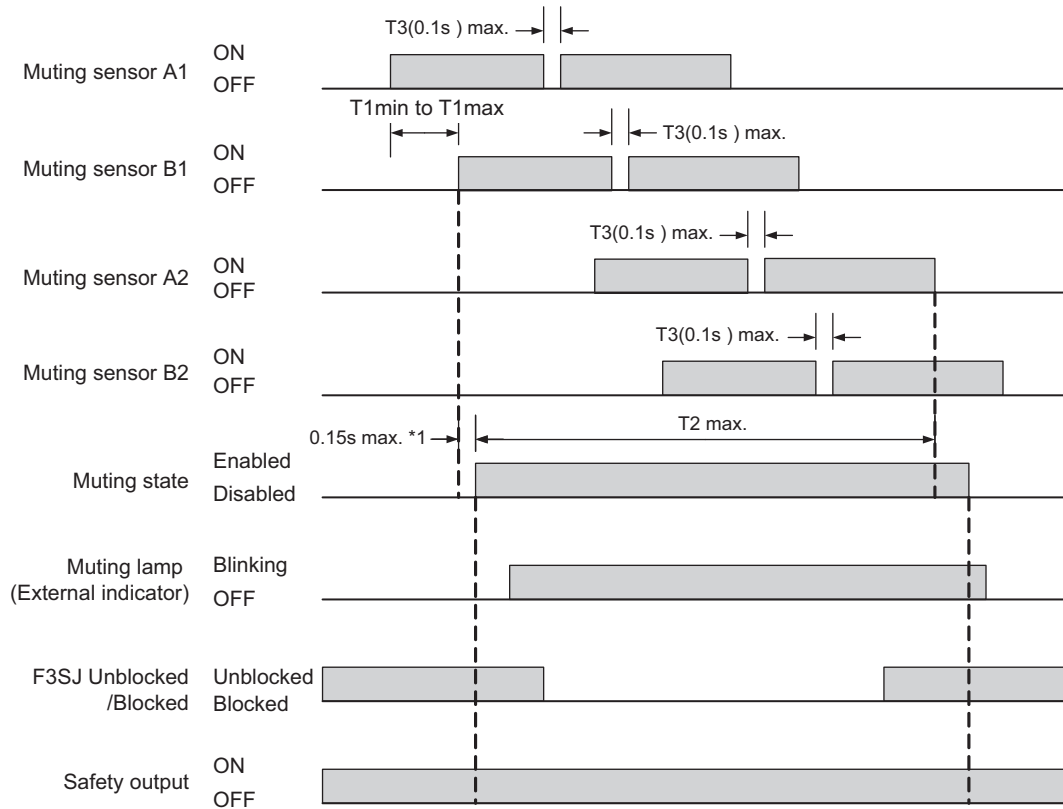 T3(0.1s ) max.
Muting sensor A1
ON
OFF
T1min to T1max
T3(0.1s ) max.
Muting sensor B1
ON
OFF
T3(0.1s ) max.
Muting sensor A2
ON
OFF
T3(0.1s ) max.
Muting sensor B2
ON
OFF
0.15s max. *1
T2 max.
Muting state
Enabled
Disabled
Muting lamp
(External indicator)
Blinking
OFF
F3SJ Unblocked
/Blocked
Unblocked
Blocked
Safety output
ON
OFF